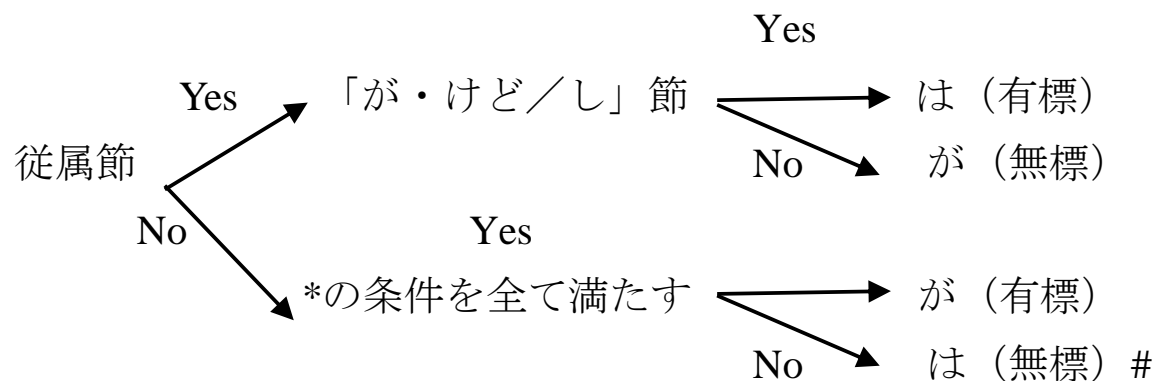 Yes
Yes 「が・けど／し」節 は（有標）
従属節 No が（無標）
No Yes
*の条件を全て満たす が（有標）
No は（無標）#